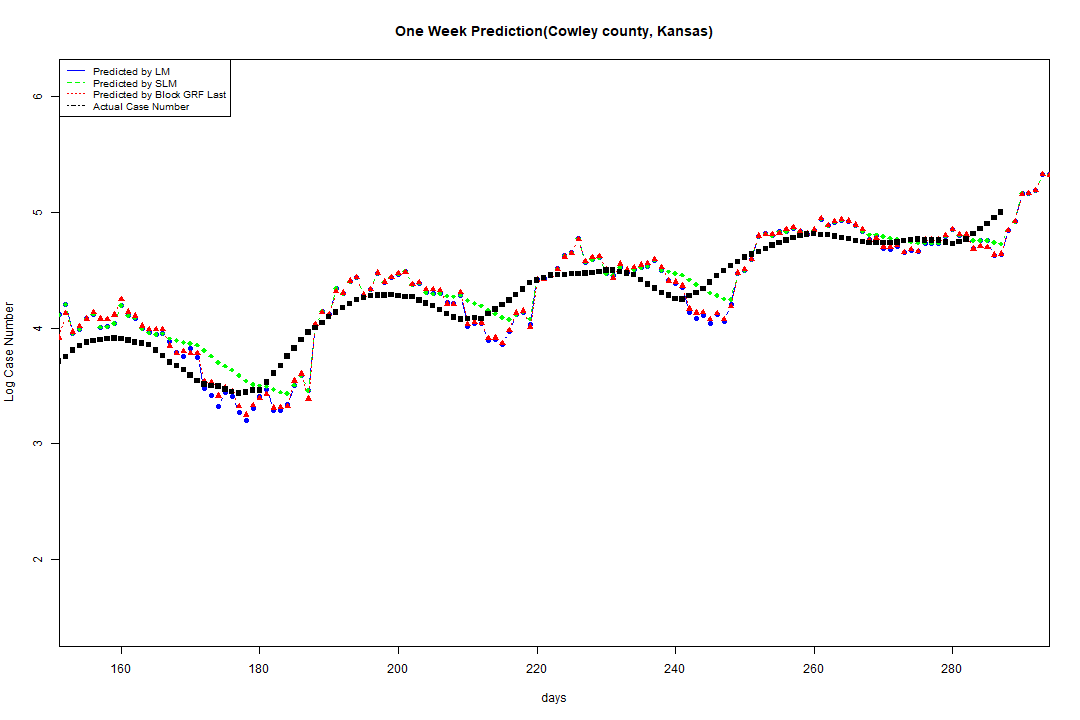 One Week Prediction(Cowley county, Kansas)
Predicted by LM
Predicted by SLM
Predicted by Block GRF Last
Actual Case Number
6
5
4
3
2
Log Case Number
160 180 200 220 240 260 280
days